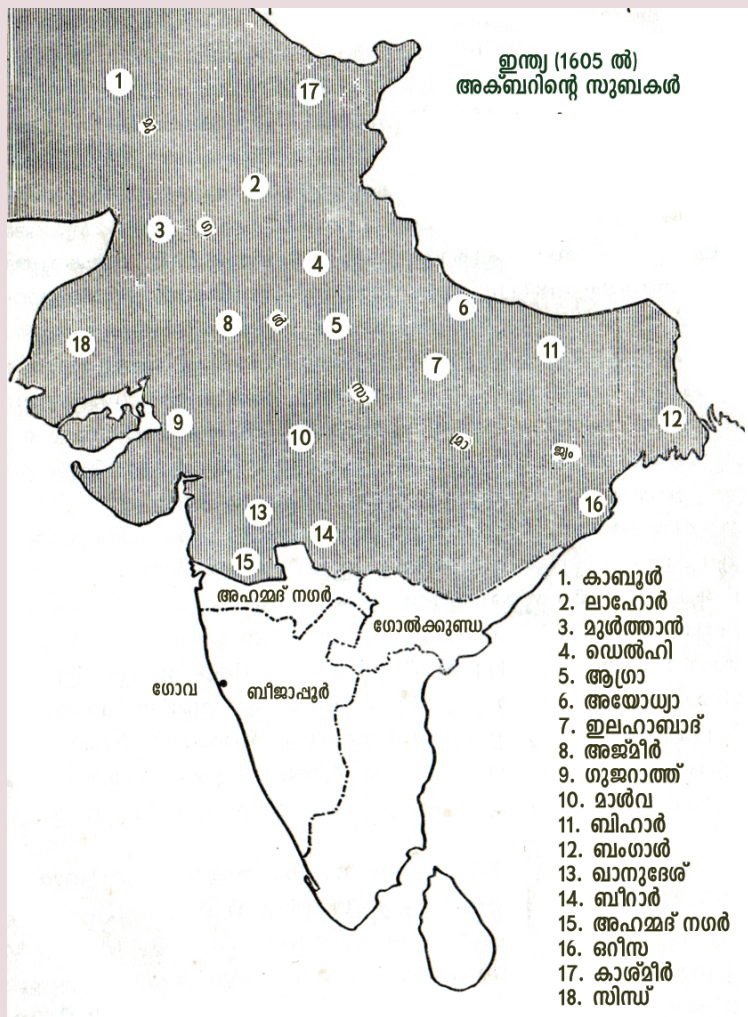 ഇന്ത്യ (1605 ൽ)
അക്ബറിന്റെ സുബകൾ
1
17
മു
2
3
ഗ
4
6
8
ൾ
5
18
11
7
സാ
12
9
10
മ്രാ
ജ്യം
16
13
14
15
അഹമ്മദ് നഗർ
ഗോൽക്കുണ്ട
ഗോവ
ബീജാപ്പൂർ
1. കാബൂൾ
2. ലാഹോർ
3. മുൾത്താൻ
4. ഡെൽഹി
5. ആഗ്രാ
6. അയോധ്യാ
7. ഇലഹാബാദ്
8. അജ്മീർ
9. ഗുജറാത്ത്
10. മാൾവ
11. ബിഹാർ
12. ബംഗാൾ
13. ഖാനുദേശ്
14. ബീറാർ
15. അഹമ്മദ് നഗർ
16. ഒറീസ
17. കാശ്മീർ
18. സിന്ധ്